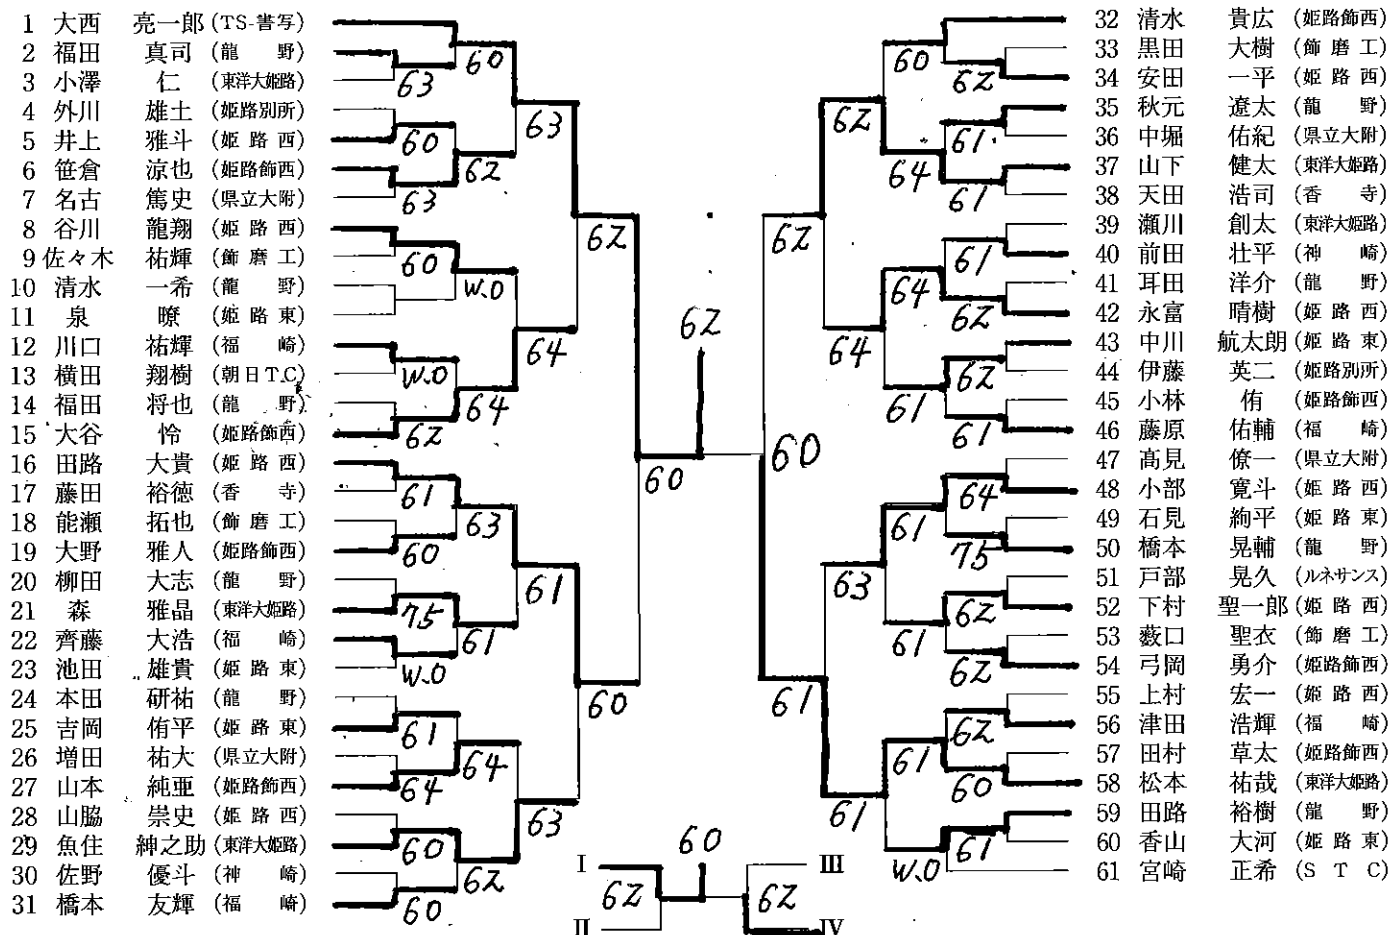 1 大西 亮一郎 (TS-書写)
2 福田 真司 (龍野)
3 小澤 仁 (東洋大姫路)
4 外川 雄土 (姫路別所)
5 井上 雅斗 (姫路西)
6 笹倉 涼也 (姫路飾西)
7 名古 篤史 (県立大附)
8 谷川 龍翔 (姫路西)
9 佐々木 祐輝 (飾磨工)
10 清水 一希 (龍野)
11 泉 暸 (姫路東)
12 川口 祐輝 (福崎)
13 横田 翔樹 (朝日T.C)
14 福田 将也 (龍野)
15 大谷 怜 (姫路飾西)
16 田路 大貴 (姫路西)
17 藤田 裕徳 (香寺)
18 能瀬 拓也 (飾磨工)
19 大野 雅人 (姫路飾西)
20 柳田 大志 (龍野)
21 森 雅晶 (東洋大姫路)
22 齊藤 大浩 (福崎)
23 池田 雄貴 (姫路東)
24 本田 研祐 (龍野)
25 吉岡 侑平 (姫路東)
26 増田 祐大 (県立大附)
27 山本 純亜 (姫路飾西)
28 山脇 崇史 (姫路西)
29 魚住 紳之助 (東洋大姫路)
30 佐野 優斗 (神崎)
31 橋本 友輝 (福崎)
63
60
63
60
W.O
62
61
60
75
W.O
61
64
60
60
60
62
W.O
64
63
61
64
62
63
64
61
63
62
60
60
62
60
62
61
61
61
62
62
61
64
75
62
62
62
60
61
60
64
64
61
61
61
61
W.O
62
64
63
61
62
61
I
II
III
IV
62
60
62
32 清水 貴広 (姫路飾西)
33 黒田 大樹 (飾磨工)
34 安田 一平 (姫路西)
35 秋元 遼太 (龍野)
36 中堀 佑紀 (県立大附)
37 山下 健太 (東洋大姫路)
38 天田 浩司 (香寺)
39 瀬川 創太 (東洋大姫路)
40 前田 壮平 (神崎)
41 耳田 洋介 (龍野)
42 永富 晴樹 (姫路西)
43 中川 航太朗 (姫路東)
44 伊藤 英二 (姫路別所)
45 小林 侑 (姫路飾西)
46 藤原 佑輔 (福崎)
47 髙見 僚一 (県立大附)
48 小部 寛斗 (姫路西)
49 石見 絢平 (姫路東)
50 橋本 晃輔 (龍野)
51 戸部 晃久 (ルネサンス)
52 下村 聖一郎 (姫路西)
53 薮口 聖衣 (飾磨工)
54 弓岡 勇介 (姫路飾西)
55 上村 宏一 (姫路西)
56 津田 浩輝 (福崎)
57 田村 草太 (姫路飾西)
58 松本 祐哉 (東洋大姫路)
59 田路 裕樹 (龍野)
60 香山 大河 (姫路東)
61 宮崎 正希 (STC)